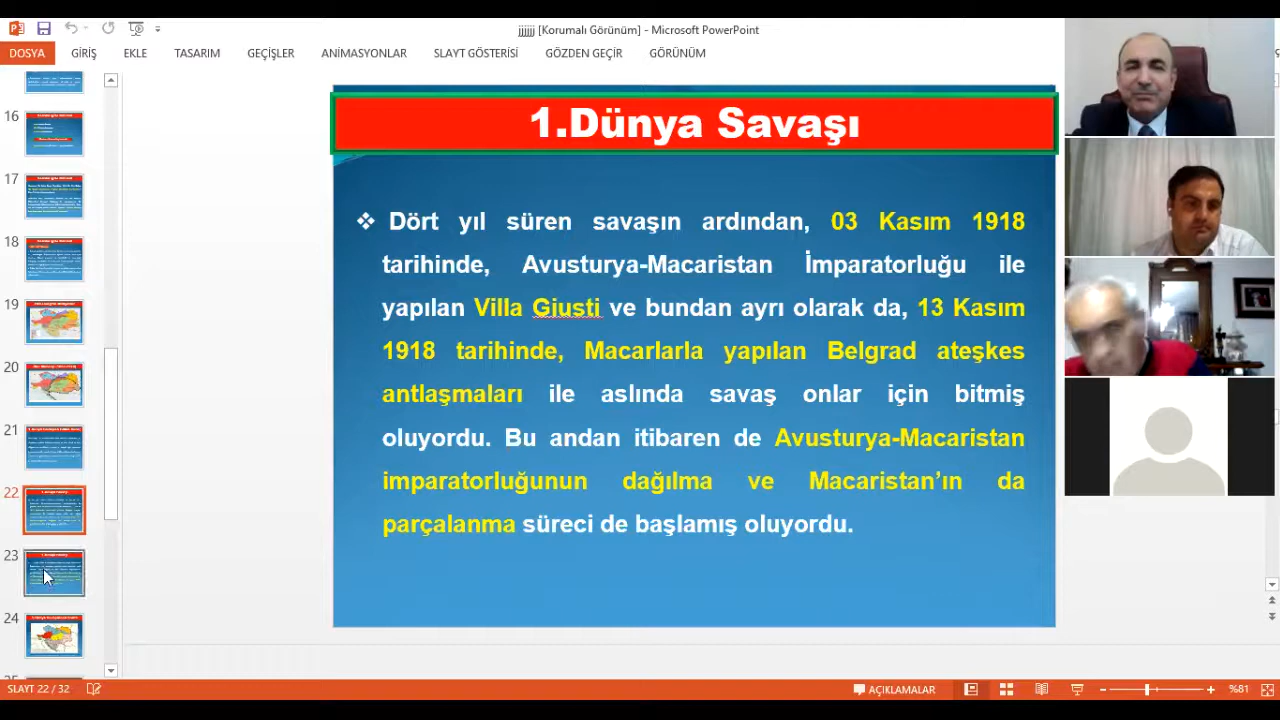 jjjjjj [Korumalı Görünüm] - Microsoft PowerPoint
DOSYA GİRİŞ EKLE TASARIM GEÇİŞLER ANİMASYONLAR SLAYT GÖSTERİSİ GÖZDEN GEÇİR GÖRÜNÜM
16
17
18
19
20
21
22
23
24
1.Dünya Savaşı
❖ Dört yıl süren savaşın ardından, 03 Kasım 1918
tarihinde, Avusturya-Macaristan İmparatorluğu ile
yapılan Villa Giusti ve bundan ayrı olarak da, 13 Kasım
1918 tarihinde, Macarlarla yapılan Belgrad ateşkes
antlaşmaları ile aslında savaş onlar için bitmiş
oluyordu. Bu andan itibaren de Avusturya-Macaristan
imparatorluğunun dağılma ve Macaristan’ın da
parçalanma süreci de başlamış oluyordu.
SLAYT 22 / 32
AÇIKLAMALAR
%81